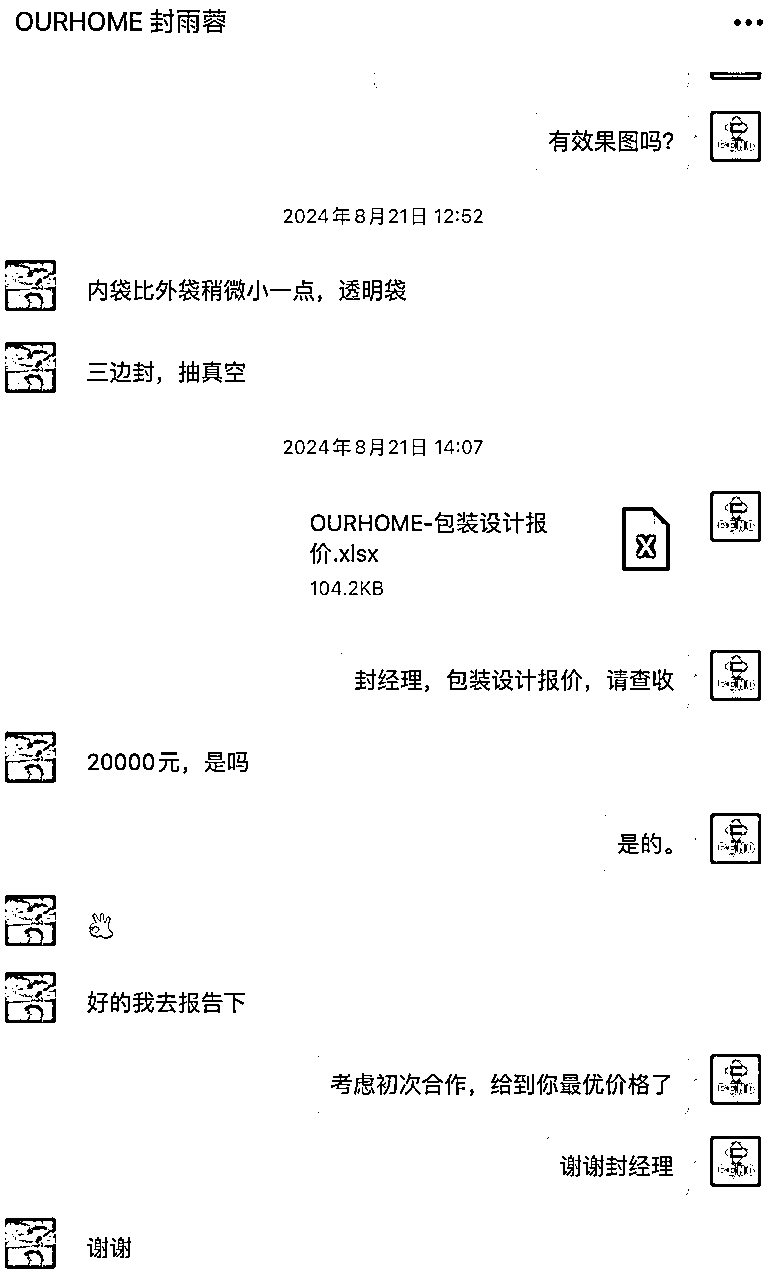 OURHOME 封雨蓉
有效果图吗?
2024年8月21日 12:52
内袋比外袋稍微小一点，透明袋
三边封，抽真空
2024年8月21日 14:07
OURHOME-包装设计报
价.xlsx
104.2KB
封经理，包装设计报价，请查收
20000元，是吗
是的。
👌
好的我去报告下
考虑初次合作，给到你最优价格了
谢谢封经理
谢谢